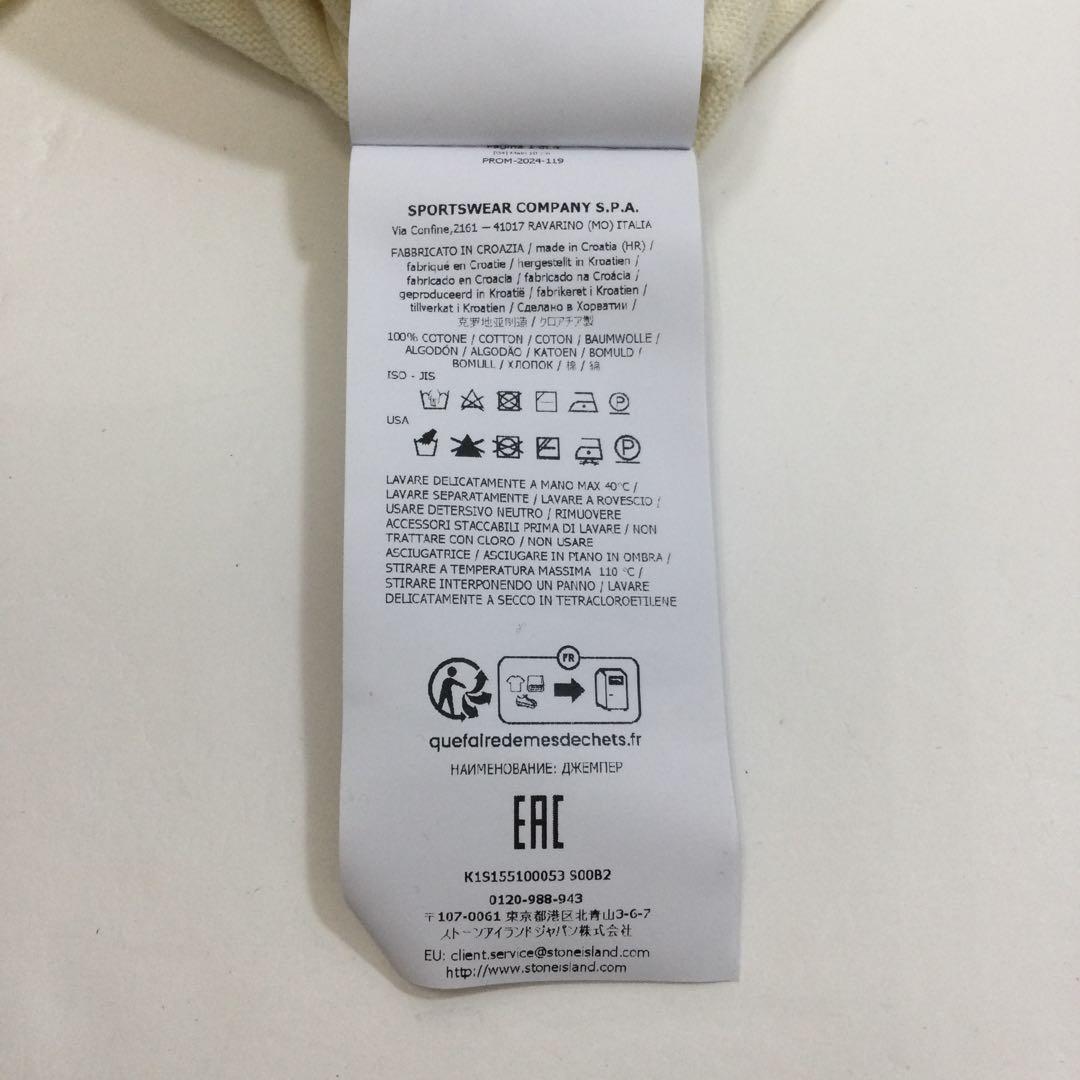 PROM-2024-119
SPORTSWEAR COMPANY S.P.A.
Via Confine,2161 — 41017 RAVARINO (MO) ITALIA
FABBRICATO IN CROAZIA / made in Croatia (HR) /
fabriqué en Croatie / hergestellt in Kroatien /
fabricado en Croacia / fabricado na Croácia /
geproduceerd in Kroatië / fabrikeret i Kroatien /
tillverkat i Kroatien / Сделано в Хорватии /
克罗地亚制造 / クロアチア製
100% COTONE / COTTON / COTON / BAUMWOLLE /
ALGODÓN / ALGODÃO / KATOEN / BOMULD /
BOMULL / ХЛОПОК / 棉 / 綿
ISO - JIS
P
USA
P
LAVARE DELICATAMENTE A MANO MAX 40°C /
LAVARE SEPARATAMENTE / LAVARE A ROVESCIO /
USARE DETERSIVO NEUTRO / RIMUOVERE
ACCESSORI STACCABILI PRIMA DI LAVARE / NON
TRATTARE CON CLORO / NON USARE
ASCIUGATRICE / ASCIUGARE IN PIANO IN OMBRA /
STIRARE A TEMPERATURA MASSIMA 110 °C /
STIRARE INTERPONENDO UN PANNO / LAVARE
DELICATAMENTE A SECCO IN TETRACLOROETILENE
FR
quefairedemesdechets.fr
НАИМЕНОВАНИЕ: ДЖЕМПЕР
EAC
K1S155100053 S00B2
0120-988-943
〒107-0061 東京都港区北青山3-6-7
ストーンアイランドジャパン株式会社
EU: client.service@stoneisland.com
http://www.stoneisland.com